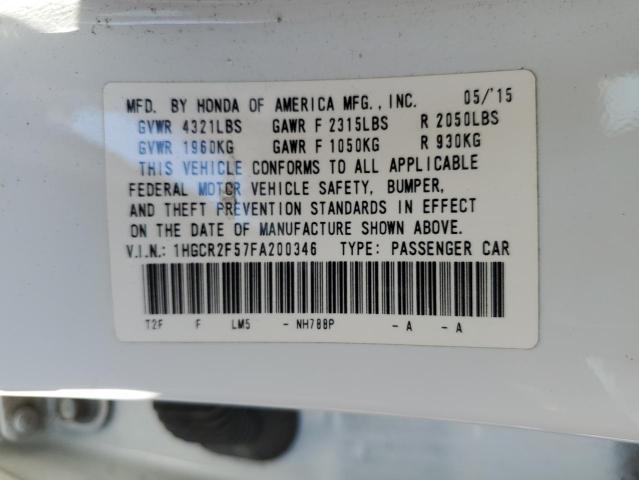 MFD. BY HONDA OF AMERICA MFG., INC. 05/'15
GVWR 4321LBS GAWR F 2315LBS R 2050LBS
GVWR 1960KG GAWR F 1050KG R 930KG
THIS VEHICLE CONFORMS TO ALL APPLICABLE
FEDERAL MOTOR VEHICLE SAFETY, BUMPER,
AND THEFT PREVENTION STANDARDS IN EFFECT
ON THE DATE OF MANUFACTURE SHOWN ABOVE.
V.I.N.: 1HGCR2F57FA200346 TYPE: PASSENGER CAR
T2F F LM5 - NH788P - A - A